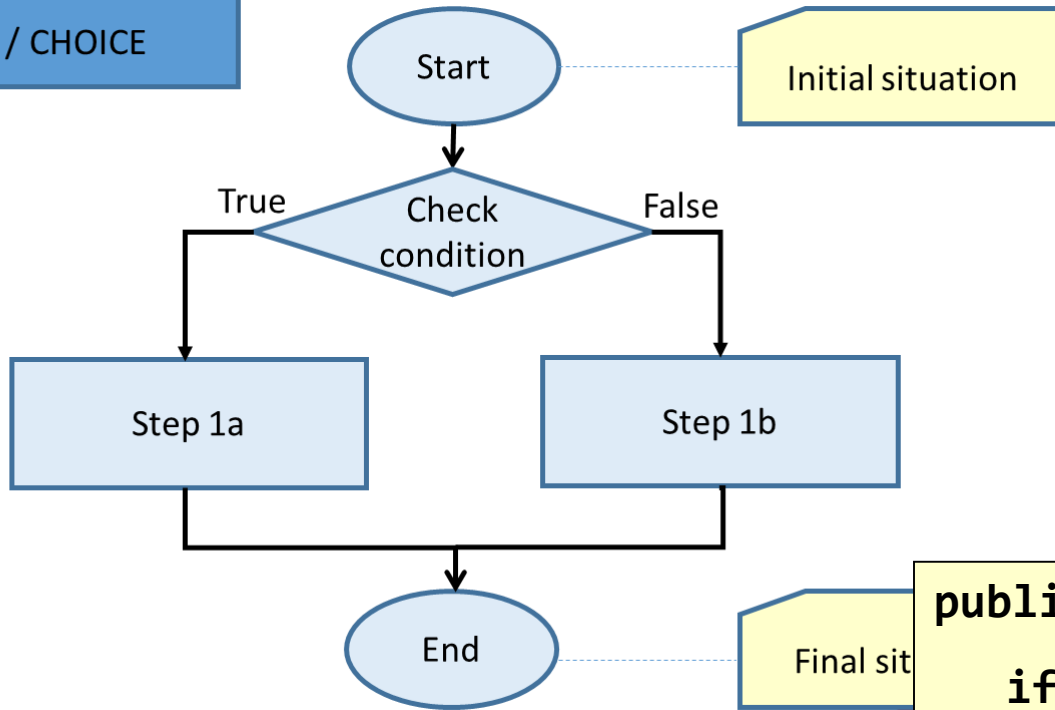 / CHOICE
Start
Initial situation
True
Check
condition
False
Step 1a
Step 1b
End
Final sit
publi
if